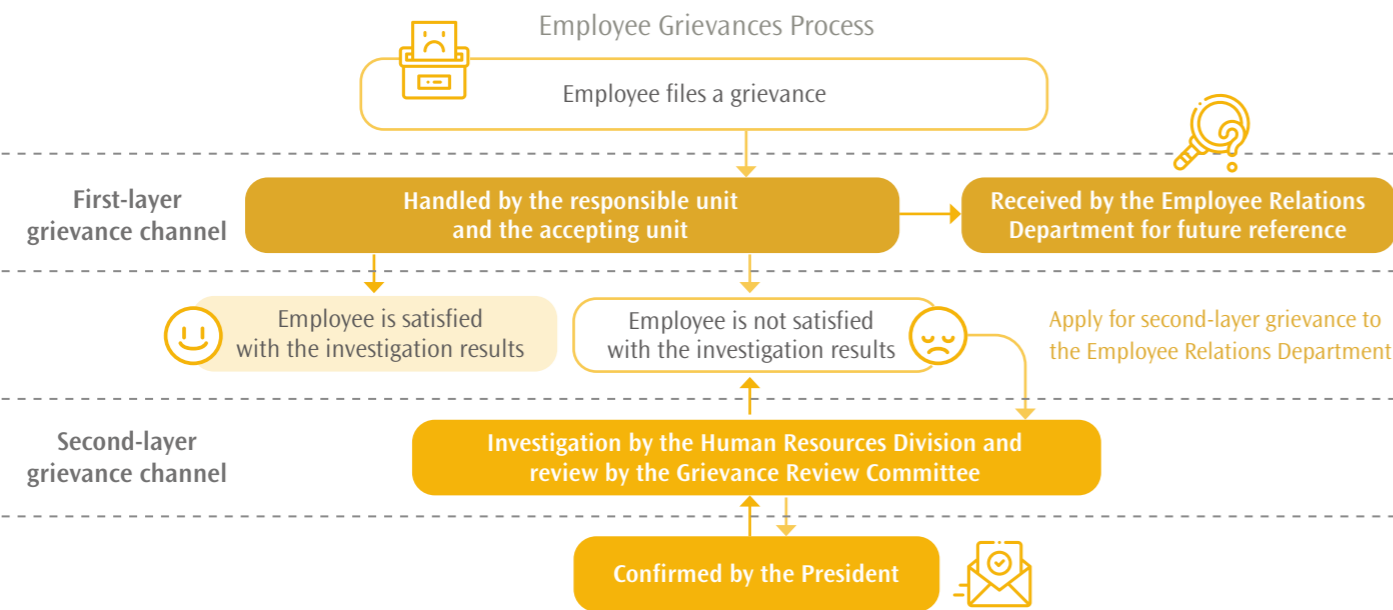 Employee Grievances Process
Employee files a grievance
First-layer
grievance channel
Handled by the responsible unit
and the accepting unit
Received by the Employee Relations
Department for future reference
Employee is satisfied
with the investigation results
Employee is not satisfied
with the investigation results
Apply for second-layer grievance to
the Employee Relations Department
Second-layer
grievance channel
Investigation by the Human Resources Division and
review by the Grievance Review Committee
Confirmed by the President